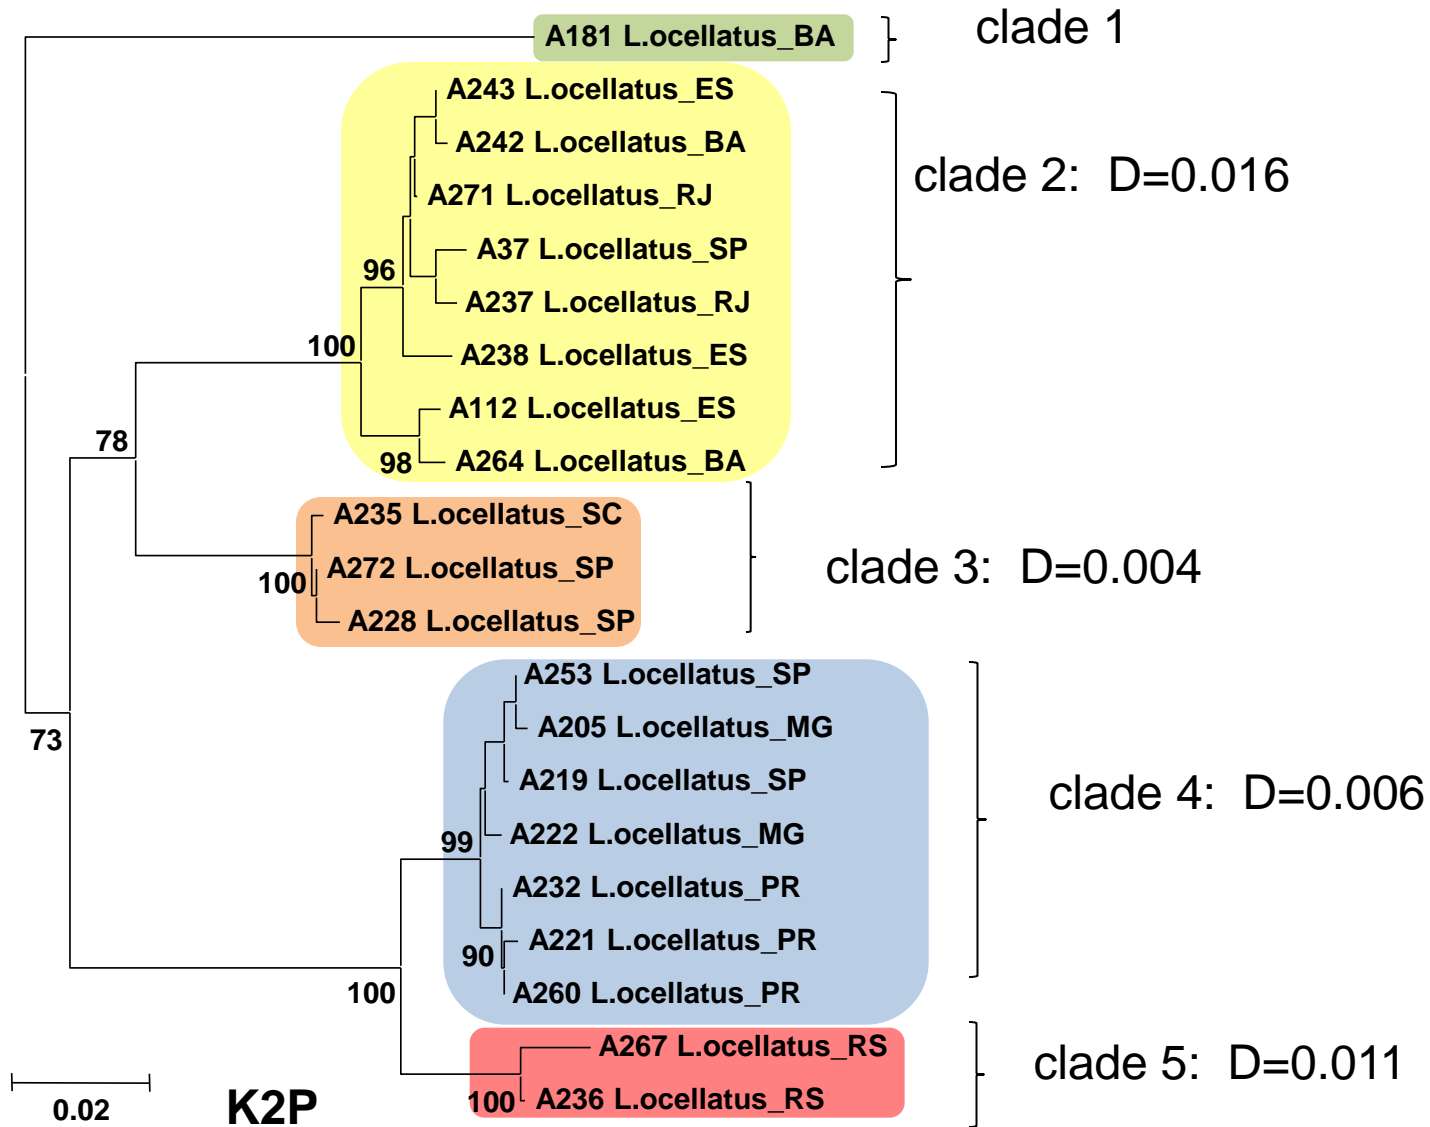 A181 L.ocellatus_BA
clade 1
A243 L.ocellatus_ES
A242 L.ocellatus_BA
clade 2: D=0.016
A271 L.ocellatus_RJ
A37 L.ocellatus_SP
96
A237 L.ocellatus_RJ
100
A238 L.ocellatus_ES
A112 L.ocellatus_ES
78
98
A264 L.ocellatus_BA
A235 L.ocellatus_SC
A272 L.ocellatus_SP
clade 3: D=0.004
100
A228 L.ocellatus_SP
A253 L.ocellatus_SP
A205 L.ocellatus_MG
73
A219 L.ocellatus_SP
clade 4: D=0.006
A222 L.ocellatus_MG
99
A232 L.ocellatus_PR
A221 L.ocellatus_PR
90
A260 L.ocellatus_PR
100
A267 L.ocellatus_RS
clade 5: D=0.011
A236 L.ocellatus_RS
100
0.02
K2P